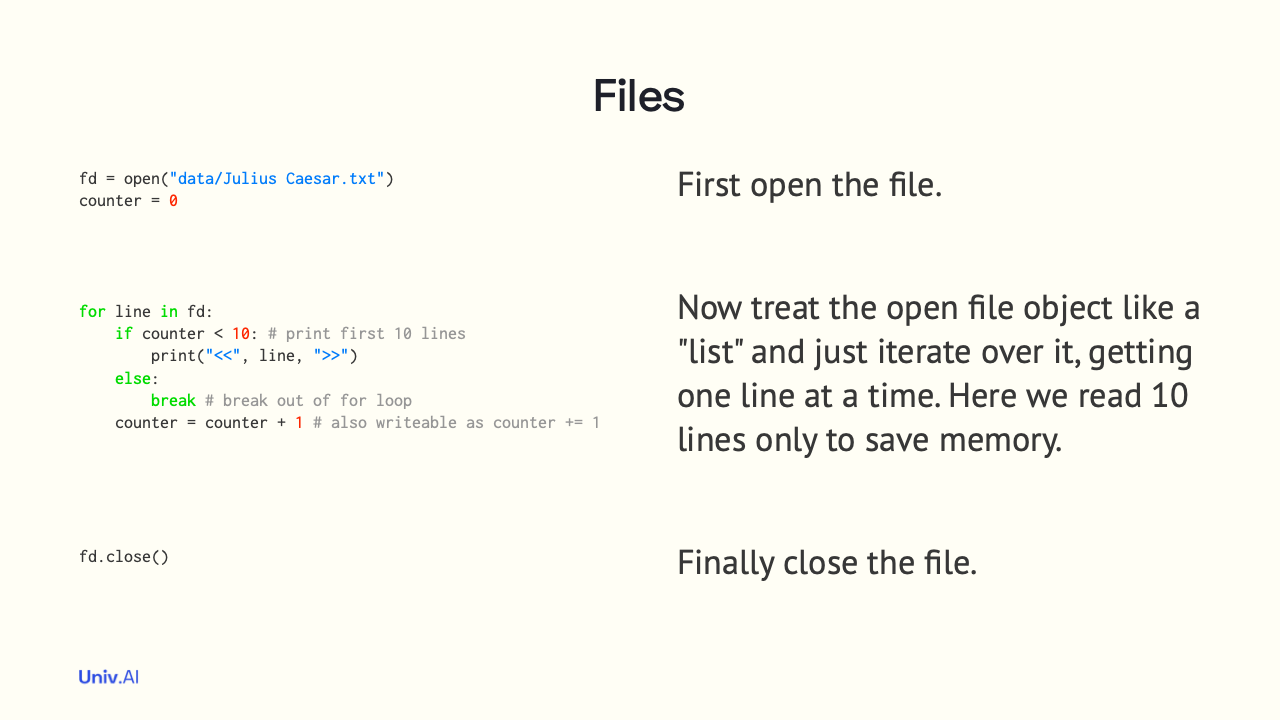 Files
fd = open("data/Julius Caesar.txt")
counter = 0
First open the file.
for line in fd:
    if counter < 10: # print first 10 lines
        print("<<", line, ">>")
    else:
        break # break out of for loop
    counter = counter + 1 # also writeable as counter += 1
Now treat the open file object like a
"list" and just iterate over it, getting
one line at a time. Here we read 10
lines only to save memory.
fd.close()
Finally close the file.
Univ.AI